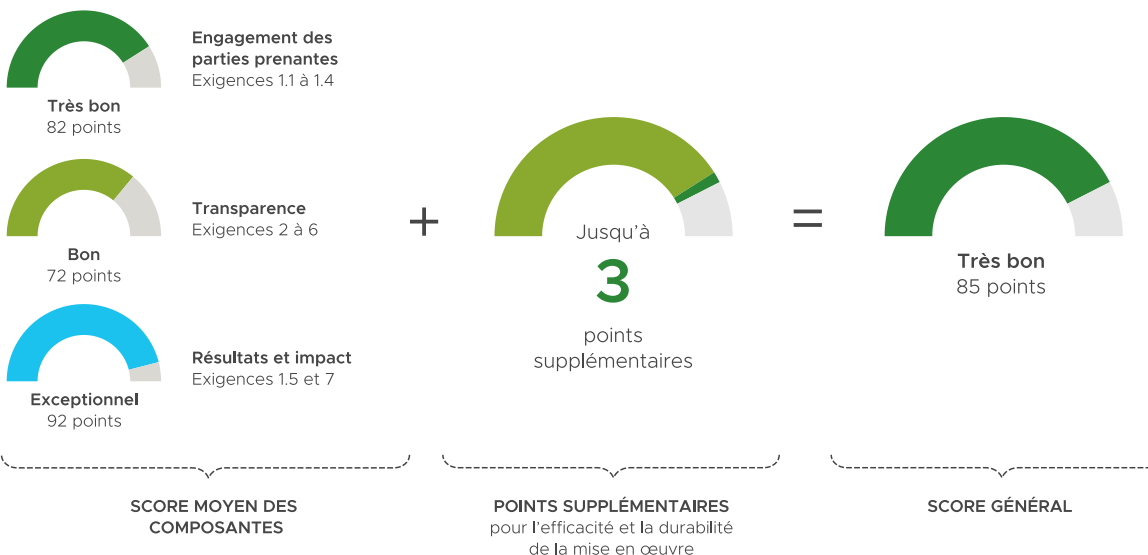 Engagement des
parties prenantes
Exigences 1.1 à 1.4
Très bon
82 points
Transparence
Exigences 2 à 6
Bon
72 points
Résultats et impact
Exigences 1.5 et 7
Exceptionnel
92 points
+
Jusqu'à
3
points
supplémentaires
=
Très bon
85 points
SCORE MOYEN DES
COMPOSANTES
POINTS SUPPLÉMENTAIRES
pour l'efficacité et la durabilité
de la mise en œuvre
SCORE GÉNÉRAL